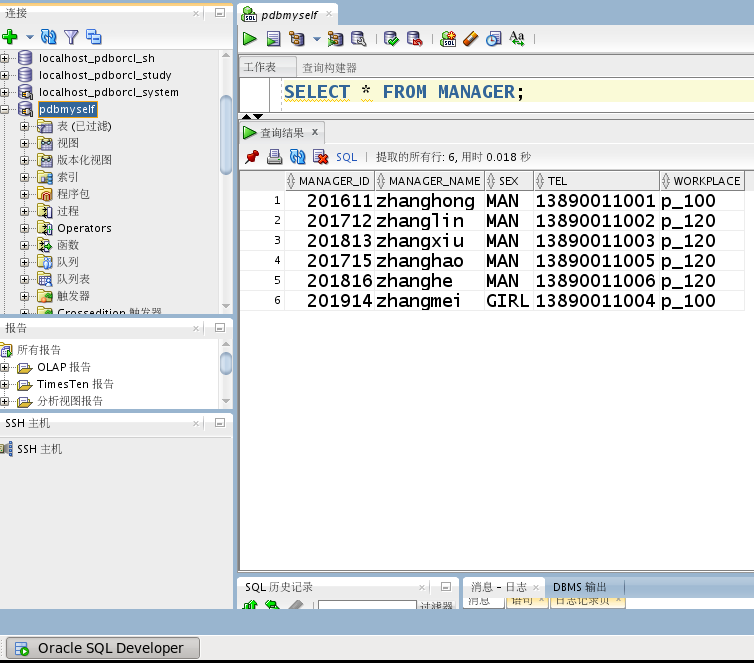 连接
localhost_pdborcl_sh
localhost_pdborcl_study
localhost_pdborcl_system
pdbmyself
表 (已过滤)
视图
版本化视图
索引
程序包
过程
Operators
函数
队列
队列表
触发器
Crossedition 触发器
报告
所有报告
OLAP 报告
TimesTen 报告
分析视图报告
SSH 主机
SSH 主机
pdbmyself
工作表 查询构建器
SELECT * FROM MANAGER;
查询结果 x
SQL | 提取的所有行: 6, 用时 0.018 秒
MANAGER_ID MANAGER_NAME SEX TEL WORKPLACE
1 201611 zhanghong MAN 13890011001 p_100
2 201712 zhanglin MAN 13890011002 p_120
3 201813 zhangxiu MAN 13890011003 p_120
4 201715 zhanghao MAN 13890011005 p_120
5 201816 zhanghe MAN 13890011006 p_120
6 201914 zhangmei GIRL 13890011004 p_100
SQL 历史记录
过滤器
消息 - 日志 DBMS 输出
消息 语句 日志记录页
Oracle SQL Developer